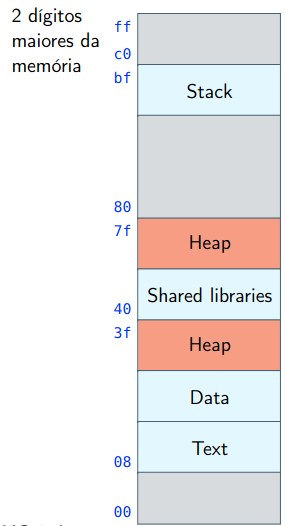 2 dígitos
maiores da
memória
ff
c0
bf
Stack
80
7f
Heap
Shared libraries
40
3f
Heap
Data
Text
08
00